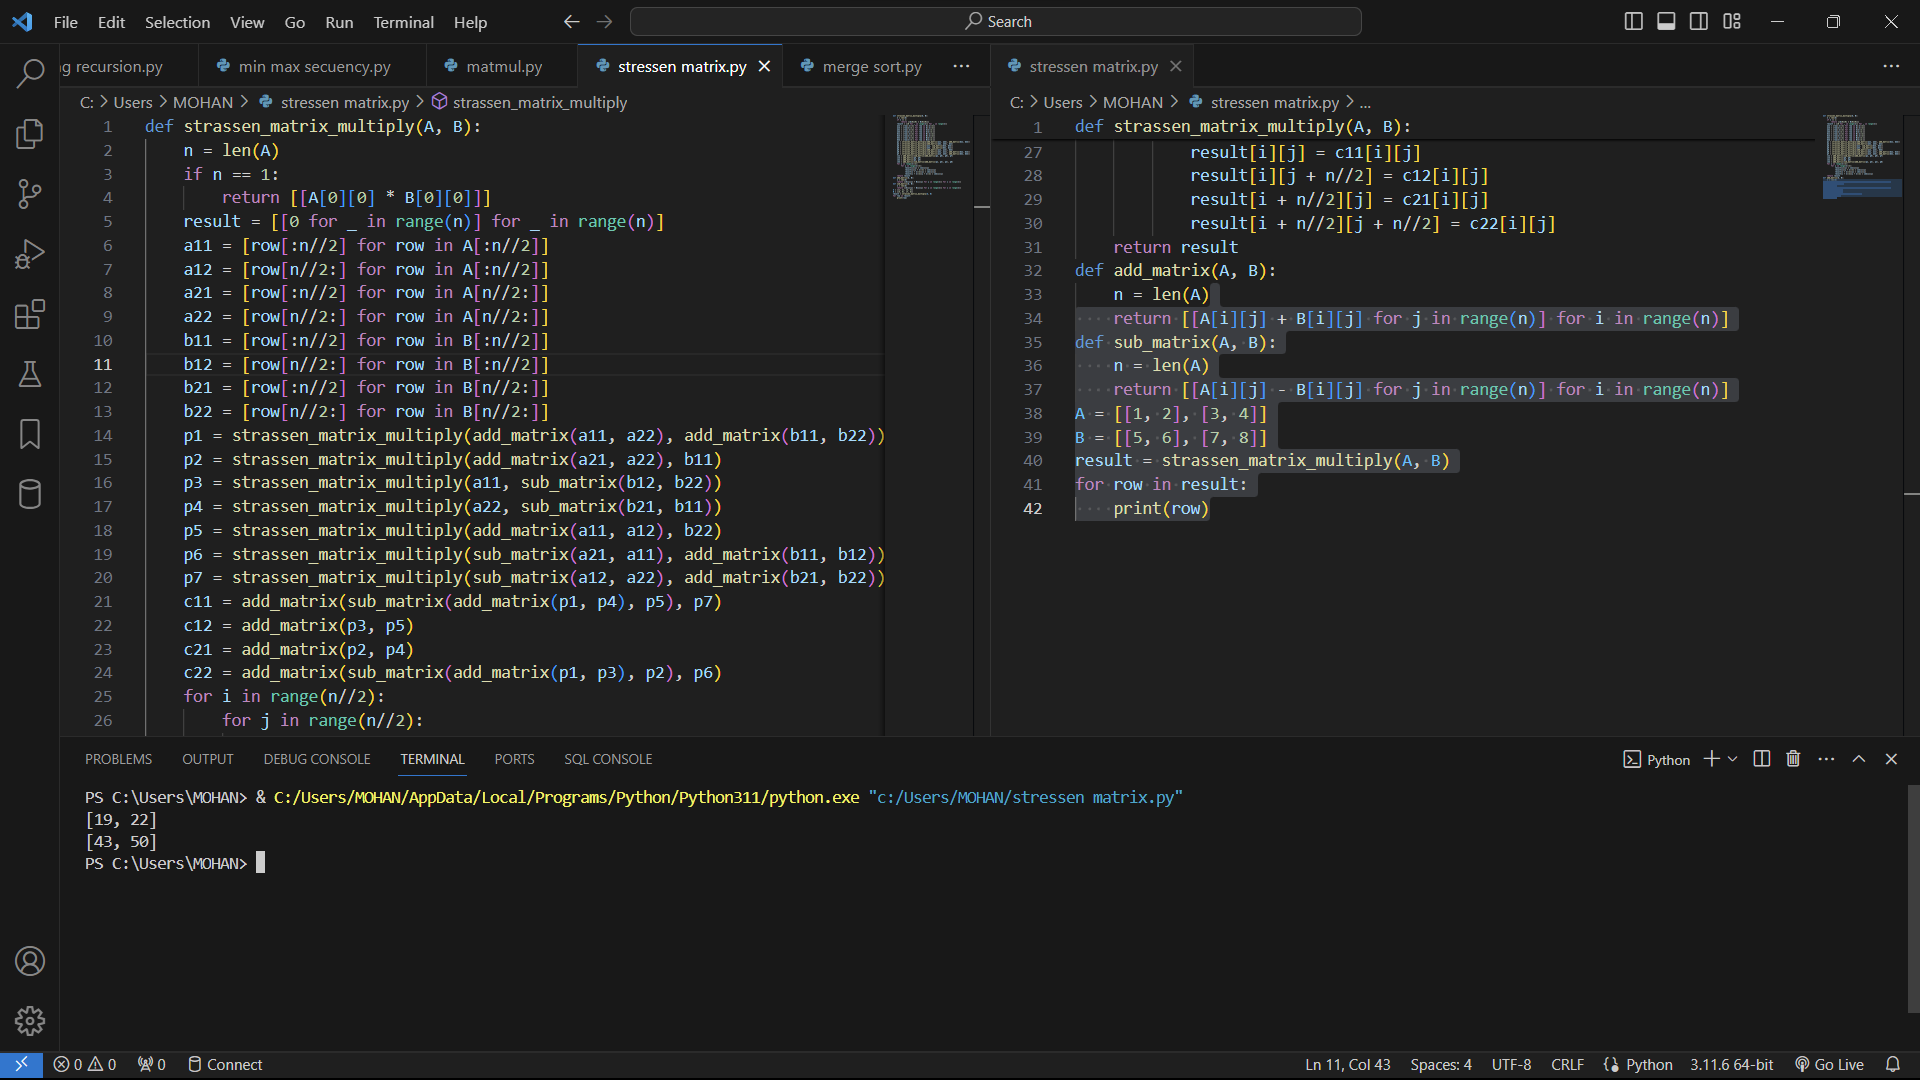 File Edit Selection View Go Run Terminal Help
Search
g recursion.py min max secuency.py matmul.py stressen matrix.py merge sort.py ...
C: > Users > MOHAN > stressen matrix.py > strassen_matrix_multiply
1 def strassen_matrix_multiply(A, B):
2 n = len(A)
3 if n == 1:
4 return [[A[0][0] * B[0][0]]]
5 result = [[0 for _ in range(n)] for _ in range(n)]
6 a11 = [row[:n//2] for row in A[:n//2]]
7 a12 = [row[n//2:] for row in A[:n//2]]
8 a21 = [row[:n//2] for row in A[n//2:]]
9 a22 = [row[n//2:] for row in A[n//2:]]
10 b11 = [row[:n//2] for row in B[:n//2]]
11 b12 = [row[n//2:] for row in B[:n//2]]
12 b21 = [row[:n//2] for row in B[n//2:]]
13 b22 = [row[n//2:] for row in B[n//2:]]
14 p1 = strassen_matrix_multiply(add_matrix(a11, a22), add_matrix(b11, b22))
15 p2 = strassen_matrix_multiply(add_matrix(a21, a22), b11)
16 p3 = strassen_matrix_multiply(a11, sub_matrix(b12, b22))
17 p4 = strassen_matrix_multiply(a22, sub_matrix(b21, b11))
18 p5 = strassen_matrix_multiply(add_matrix(a11, a12), b22)
19 p6 = strassen_matrix_multiply(sub_matrix(a21, a11), add_matrix(b11, b12))
20 p7 = strassen_matrix_multiply(sub_matrix(a12, a22), add_matrix(b21, b22))
21 c11 = add_matrix(sub_matrix(add_matrix(p1, p4), p5), p7)
22 c12 = add_matrix(p3, p5)
23 c21 = add_matrix(p2, p4)
24 c22 = add_matrix(sub_matrix(add_matrix(p1, p3), p2), p6)
25 for i in range(n//2):
26 for j in range(n//2):
stressen matrix.py ...
C: > Users > MOHAN > stressen matrix.py > ...
1 def strassen_matrix_multiply(A, B):
27 result[i][j] = c11[i][j]
28 result[i][j + n//2] = c12[i][j]
29 result[i + n//2][j] = c21[i][j]
30 result[i + n//2][j + n//2] = c22[i][j]
31 return result
32 def add_matrix(A, B):
33 n = len(A)
34 return [[A[i][j] + B[i][j] for j in range(n)] for i in range(n)]
35 def sub_matrix(A, B):
36 n = len(A)
37 return [[A[i][j] - B[i][j] for j in range(n)] for i in range(n)]
38 A = [[1, 2], [3, 4]]
39 B = [[5, 6], [7, 8]]
40 result = strassen_matrix_multiply(A, B)
41 for row in result:
42 print(row)
PROBLEMS OUTPUT DEBUG CONSOLE TERMINAL PORTS SQL CONSOLE
Python
PS C:\Users\MOHAN> & C:/Users/MOHAN/AppData/Local/Programs/Python/Python311/python.exe "c:/Users/MOHAN/stressen matrix.py"
[19, 22]
[43, 50]
PS C:\Users\MOHAN>
0 0 0 Connect
Ln 11, Col 43 Spaces: 4 UTF-8 CRLF Python 3.11.6 64-bit Go Live